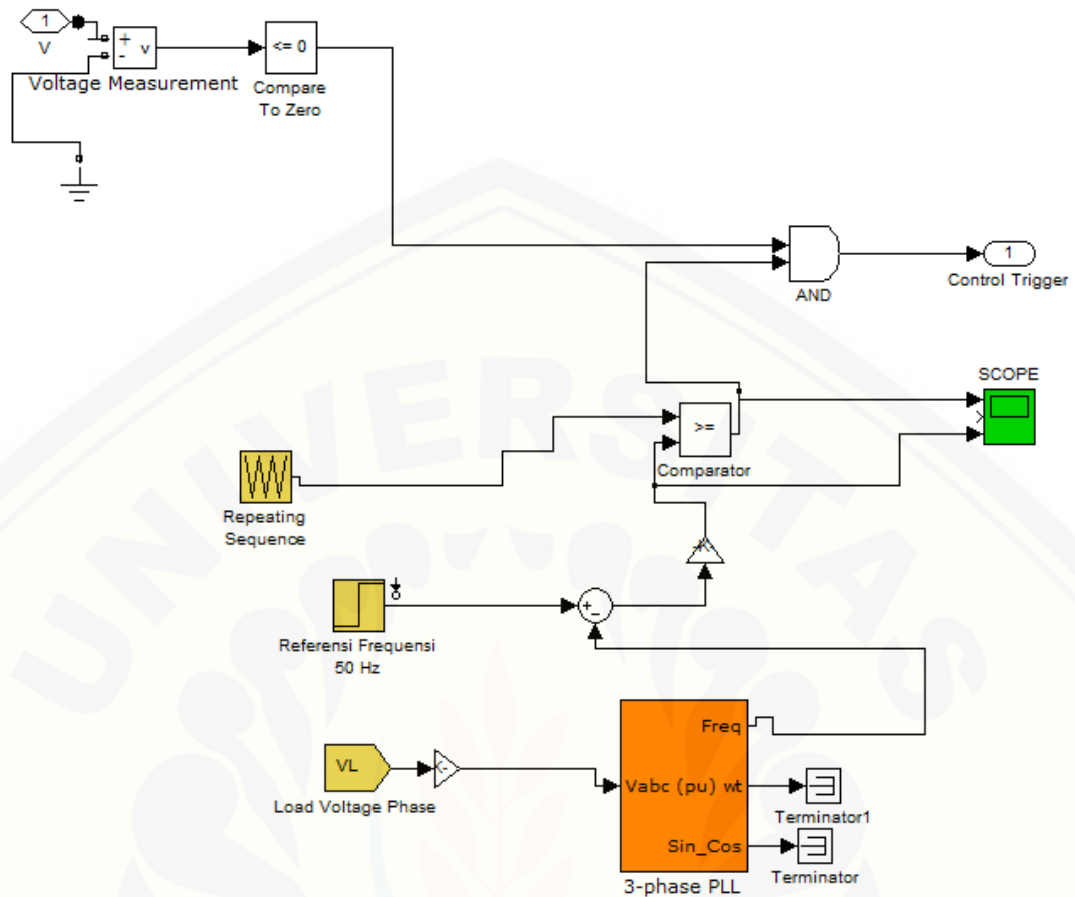 1
V
+
-
v
Voltage Measurement
<= 0
Compare
To Zero
AND
1
Control Trigger
SCOPE
>=
Comparator
Repeating
Sequence
+
-
Referensi Frequensi
50 Hz
VL
Load Voltage Phase
Freq
Vabc (pu) wt
Sin_Cos
3-phase PLL
Terminator1
Terminator
UNIVERSITAS